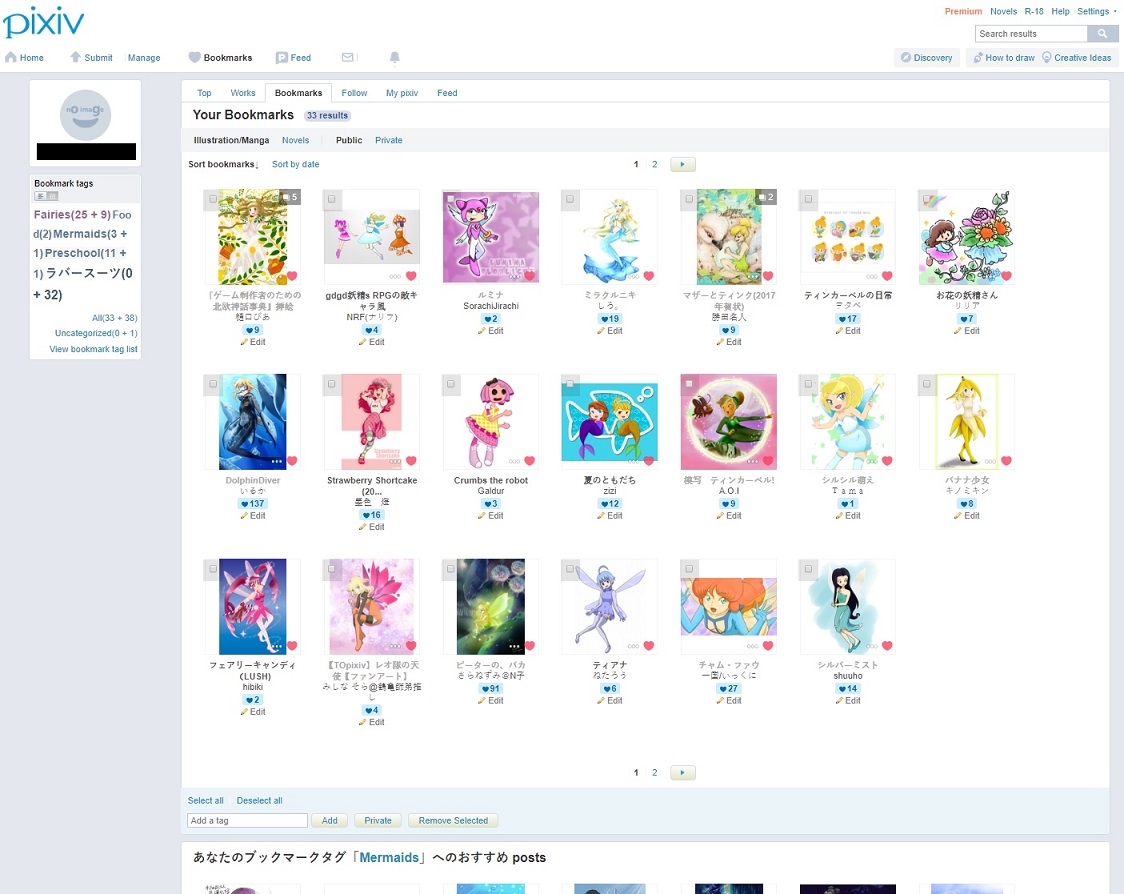 pixiv
Premium Novels R-18 Help Settings
Search results
Home Submit Manage Bookmarks Feed
Discovery How to draw Creative Ideas
no image
Top Works Bookmarks Follow My pixiv Feed
Your Bookmarks 33 results
Illustration/Manga Novels Public Private
Sort bookmarks↓ Sort by date
1 2
Bookmark tags
Fairies(25 + 9) Foo
d(2) Mermaids(3 +
1) Preschool(11 +
1) ラバースーツ(0
+ 32)
All(33 + 38)
Uncategorized(0 + 1)
View bookmark tag list
5
『ゲーム制作者のための
北欧神話事典』挿絵
樋口ぴあ
9
Edit
gdgd妖精s RPGの敵キ
ャラ風
NRF(ナリフ)
4
Edit
ルミナ
SorachiJirachi
2
Edit
ミラクルニキ
しろ。
19
Edit
2
マザーとティンク(2017
年賀状)
勝田名人
9
Edit
ティンカーベルの日常
17
Edit
お花の妖精さん
リリア
7
Edit
DolphinDiver
いるか
137
Edit
Strawberry Shortcake
(20...
墨色 燈
16
Edit
Crumbs the robot
Galdur
3
Edit
夏のともだち
zizi
12
Edit
模写 ティンカーベル!
A.O.I
9
Edit
シルシル萌え
Ｔａｍａ
1
Edit
バナナ少女
キノミキン
8
Edit
フェアリーキャンディ
(LUSH)
hibiki
2
Edit
【TOpixiv】レオ隊の天
使【ファンアート】
みしな そら@鶴亀師弟推
し
4
Edit
ピーターの、バカ
さらねずみ@N子
91
Edit
ティアナ
ねたろう
6
Edit
チャム・ファウ
一国/いっくに
27
Edit
シルバーミスト
shuuho
14
Edit
1 2
Select all Deselect all
Add a tag Add Private Remove Selected
あなたのブックマークタグ「Mermaids」へのおすすめ posts